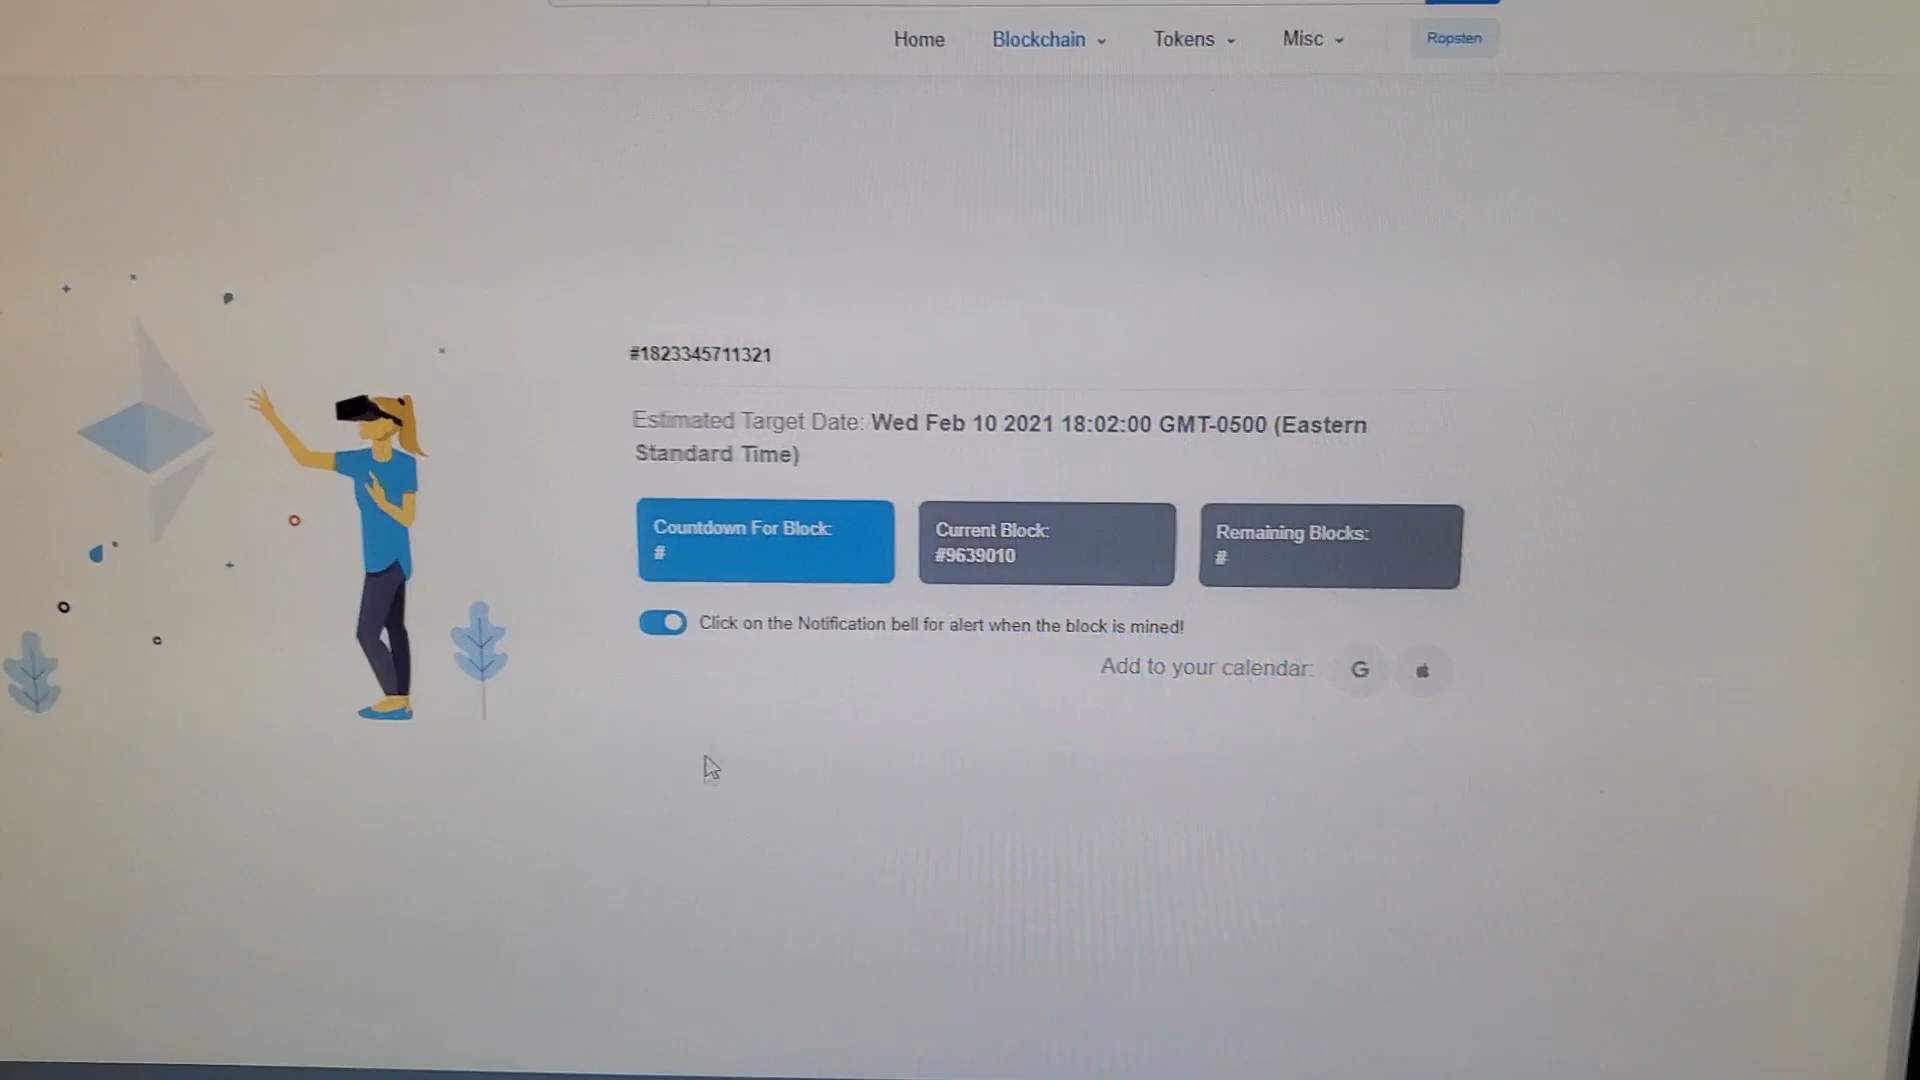 Home Blockchain Tokens Misc Ropsten
#1823345711321
Estimated Target Date: Wed Feb 10 2021 18:02:00 GMT-0500 (Eastern
Standard Time)
Countdown For Block:
#
Current Block:
#9639010
Remaining Blocks:
#
Click on the Notification bell for alert when the block is mined!
Add to your calendar: G